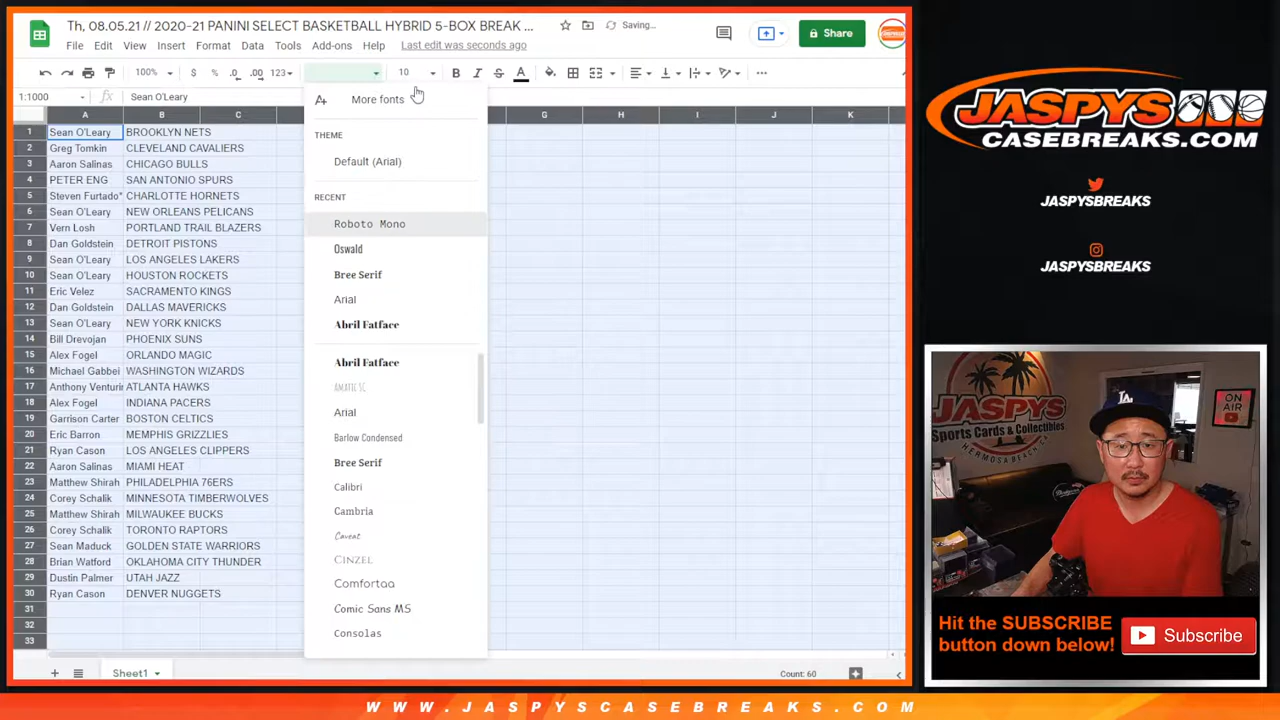 Th, 08.05.21 // 2020-21 PANINI SELECT BASKETBALL HYBRID 5-BOX BREAK ...
Saving...
Share
File Edit View Insert Format Data Tools Add-ons Help Last edit was seconds ago
100% $ % .0 .00 123 10 B I S A
1:1000 fx Sean O'Leary
A B C G H I J K
1 Sean O'Leary BROOKLYN NETS
2 Greg Tomkin CLEVELAND CAVALIERS
3 Aaron Salinas CHICAGO BULLS
4 PETER ENG SAN ANTONIO SPURS
5 Steven Furtado* CHARLOTTE HORNETS
6 Sean O'Leary NEW ORLEANS PELICANS
7 Vern Losh PORTLAND TRAIL BLAZERS
8 Dan Goldstein DETROIT PISTONS
9 Sean O'Leary LOS ANGELES LAKERS
10 Sean O'Leary HOUSTON ROCKETS
11 Eric Velez SACRAMENTO KINGS
12 Dan Goldstein DALLAS MAVERICKS
13 Sean O'Leary NEW YORK KNICKS
14 Bill Drevojan PHOENIX SUNS
15 Alex Fogel ORLANDO MAGIC
16 Michael Gabbei WASHINGTON WIZARDS
17 Anthony Venturin ATLANTA HAWKS
18 Alex Fogel INDIANA PACERS
19 Garrison Carter BOSTON CELTICS
20 Eric Barron MEMPHIS GRIZZLIES
21 Ryan Cason LOS ANGELES CLIPPERS
22 Aaron Salinas MIAMI HEAT
23 Matthew Shirah PHILADELPHIA 76ERS
24 Corey Schalik MINNESOTA TIMBERWOLVES
25 Matthew Shirah MILWAUKEE BUCKS
26 Corey Schalik TORONTO RAPTORS
27 Sean Maduck GOLDEN STATE WARRIORS
28 Brian Watford OKLAHOMA CITY THUNDER
29 Dustin Palmer UTAH JAZZ
30 Ryan Cason DENVER NUGGETS
31
32
33
More fonts
THEME
Default (Arial)
RECENT
Roboto Mono
Oswald
Bree Serif
Arial
Abril Fatface
Abril Fatface
AMATIC SC
Arial
Barlow Condensed
Bree Serif
Calibri
Cambria
Caveat
CINZEL
Comfortaa
Comic Sans MS
Consolas
Sheet1
Count: 60
JASPYS
CASEBREAKS.COM
JASPYSBREAKS
JASPYSBREAKS
JASPYS
Sports Cards & Collectibles
HERMOSA BEACH, CA
ON AIR
LA
Hit the SUBSCRIBE
button down below!
Subscribe
WWW.JASPYSCASEBREAKS.COM